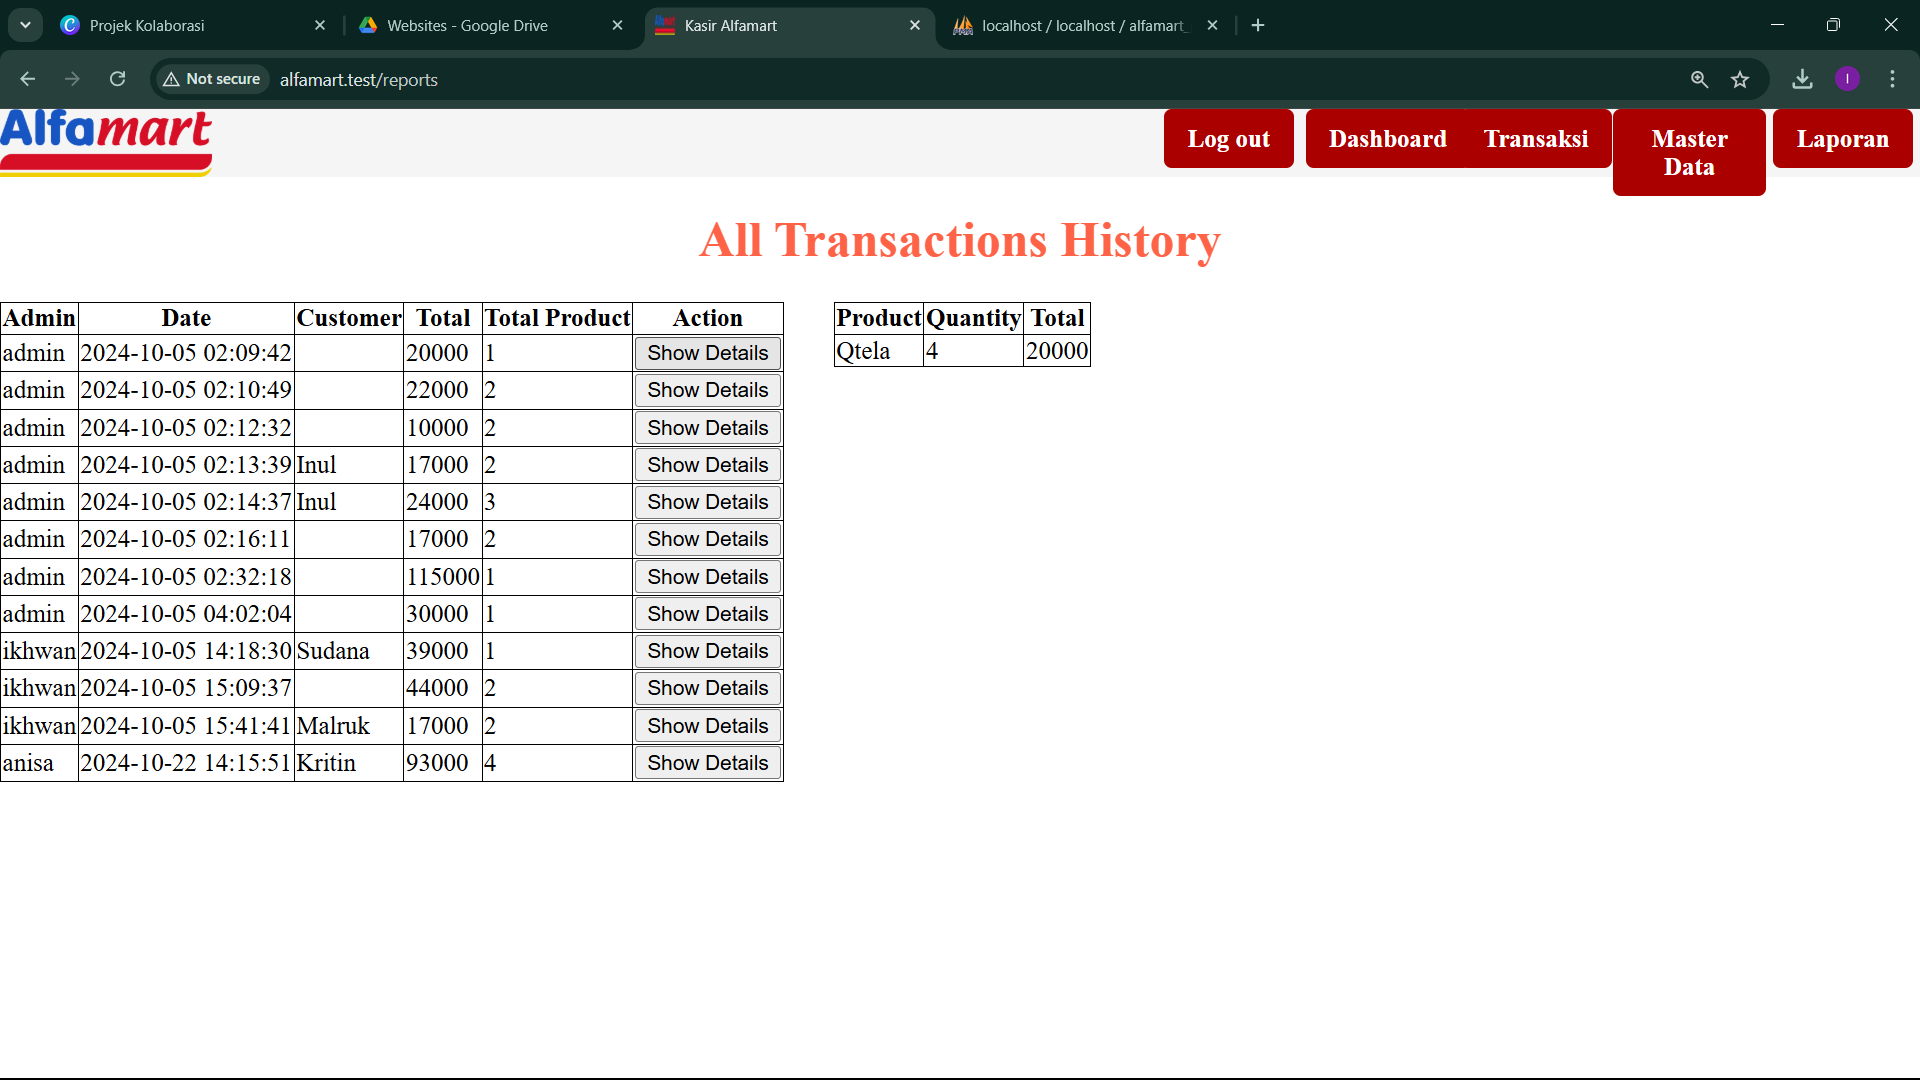 Projek Kolaborasi
Websites - Google Drive
Kasir Alfamart
localhost / localhost / alfamart_
Not secure
alfamart.test/reports
I
Alfamart
Log out
Dashboard
Transaksi
Master
Data
Laporan
All Transactions History
Admin Date Customer Total Total Product Action
admin 2024-10-05 02:09:42 20000 1 Show Details
admin 2024-10-05 02:10:49 22000 2 Show Details
admin 2024-10-05 02:12:32 10000 2 Show Details
admin 2024-10-05 02:13:39 Inul 17000 2 Show Details
admin 2024-10-05 02:14:37 Inul 24000 3 Show Details
admin 2024-10-05 02:16:11 17000 2 Show Details
admin 2024-10-05 02:32:18 115000 1 Show Details
admin 2024-10-05 04:02:04 30000 1 Show Details
ikhwan 2024-10-05 14:18:30 Sudana 39000 1 Show Details
ikhwan 2024-10-05 15:09:37 44000 2 Show Details
ikhwan 2024-10-05 15:41:41 Malruk 17000 2 Show Details
anisa 2024-10-22 14:15:51 Kritin 93000 4 Show Details
Product Quantity Total
Qtela 4 20000